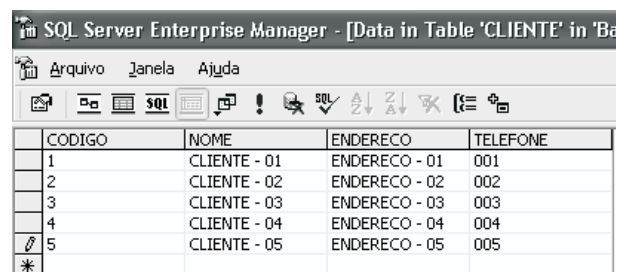 SQL Server Enterprise Manager - [Data in Table 'CLIENTE' in 'Ba
Arquivo Janela Ajuda
SQL SQL
CODIGO NOME ENDERECO TELEFONE
1 CLIENTE - 01 ENDERECO - 01 001
2 CLIENTE - 02 ENDERECO - 02 002
3 CLIENTE - 03 ENDERECO - 03 003
4 CLIENTE - 04 ENDERECO - 04 004
5 CLIENTE - 05 ENDERECO - 05 005